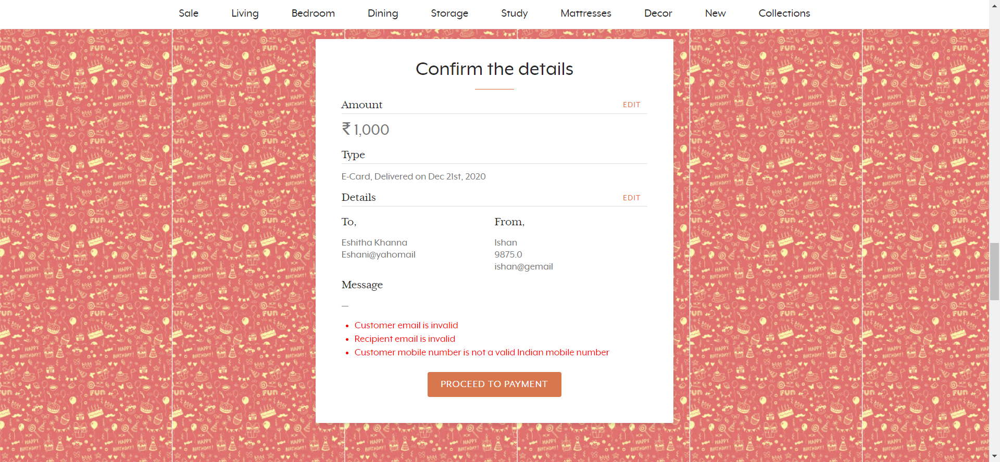 Sale Living Bedroom Dining Storage Study Mattresses Decor New Collections
Confirm the details
Amount EDIT
₹ 1,000
Type
E-Card, Delivered on Dec 21st, 2020
Details EDIT
To, From,
Eshitha Khanna Ishan
Eshani@yahomail 9875.0
ishan@gemail
Message
—
• Customer email is invalid
• Recipient email is invalid
• Customer mobile number is not a valid Indian mobile number
PROCEED TO PAYMENT
FUN
HAPPY
BIRTHDAY!